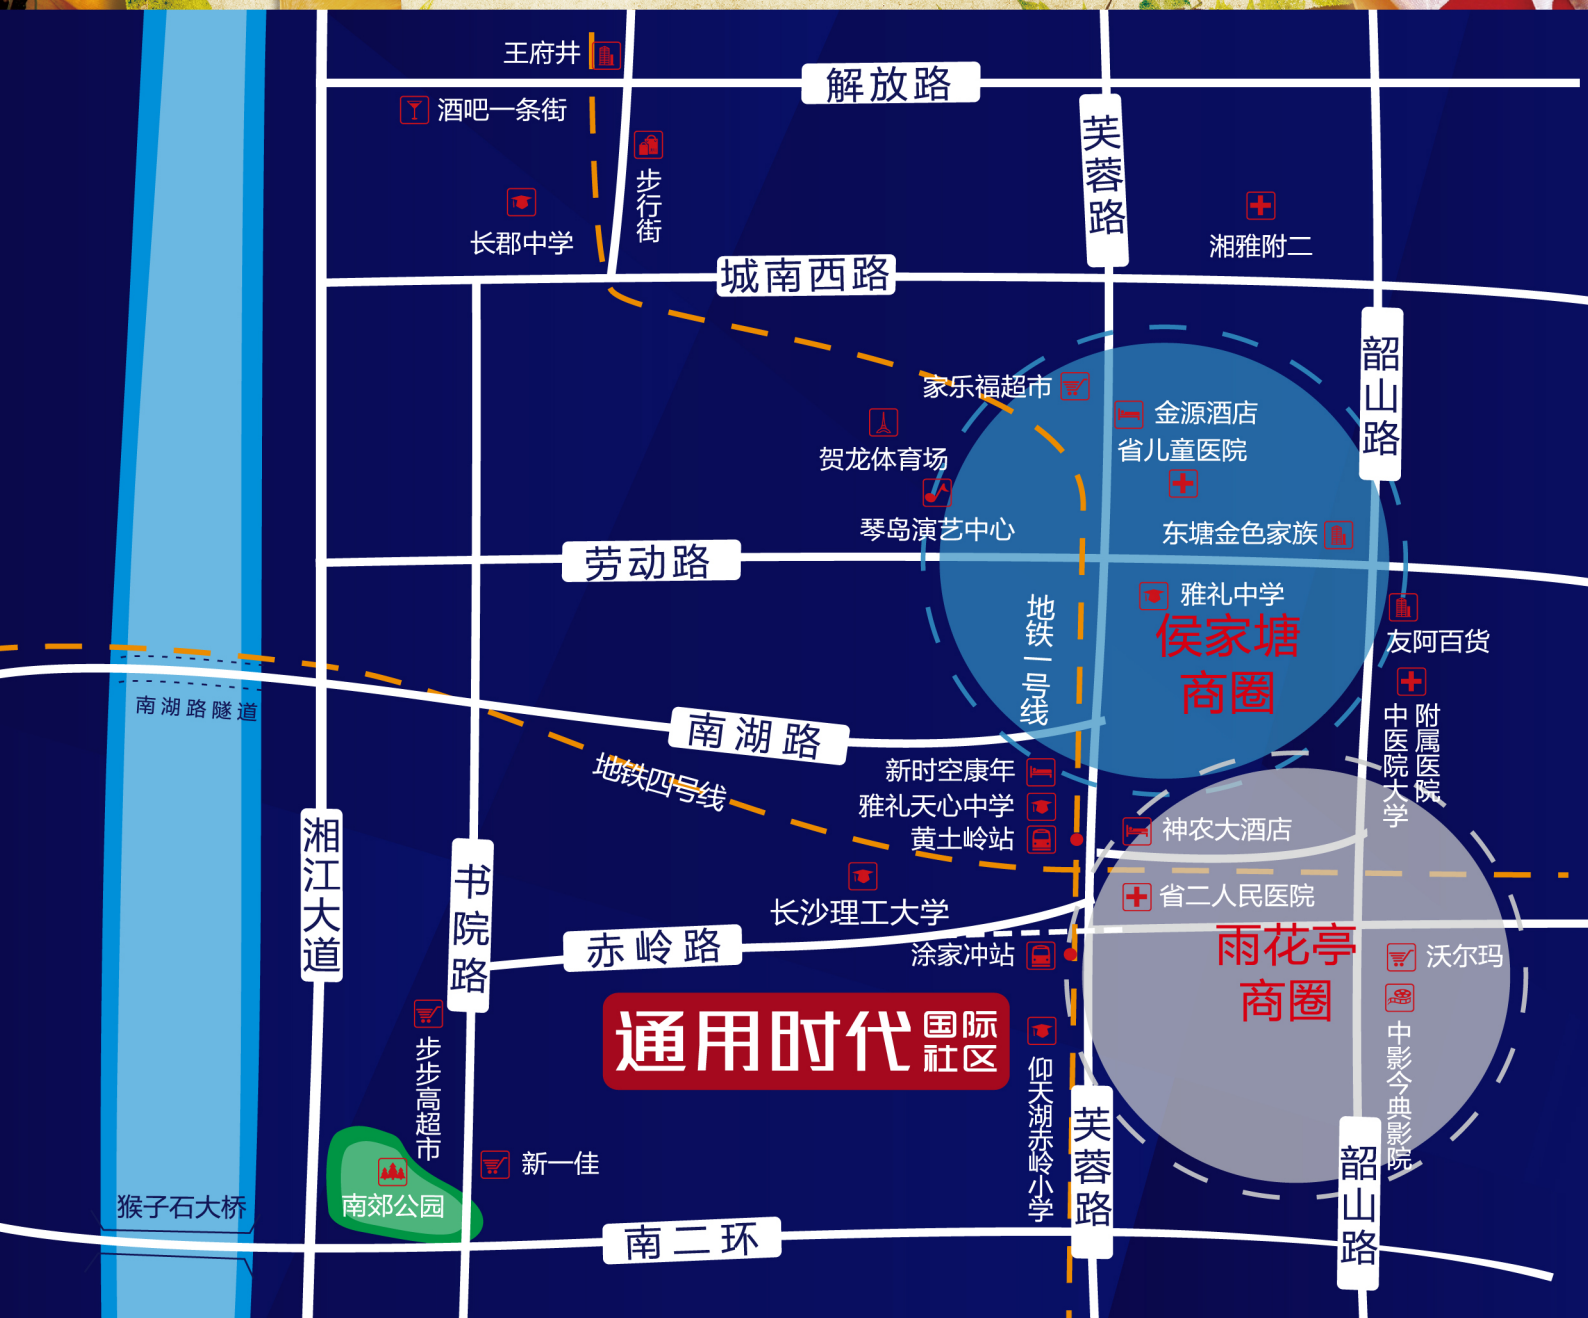 王府井
解放路
酒吧一条街
芙蓉路
步行街
长郡中学
湘雅附二
城南西路
韶山路
家乐福超市
金源酒店
省儿童医院
贺龙体育场
琴岛演艺中心
东塘金色家族
劳动路
雅礼中学
侯家塘
商圈
地铁一号线
友阿百货
南湖路隧道
南湖路
中医院大学
附属医院
地铁四号线
新时空康年
雅礼天心中学
黄土岭站
神农大酒店
湘江大道
书院路
长沙理工大学
省二人民医院
赤岭路
涂家冲站
雨花亭
商圈
沃尔玛
通用时代
国际
社区
步步高超市
仰天湖赤岭小学
中影今典影院
芙蓉路
韶山路
新一佳
南郊公园
猴子石大桥
南二环